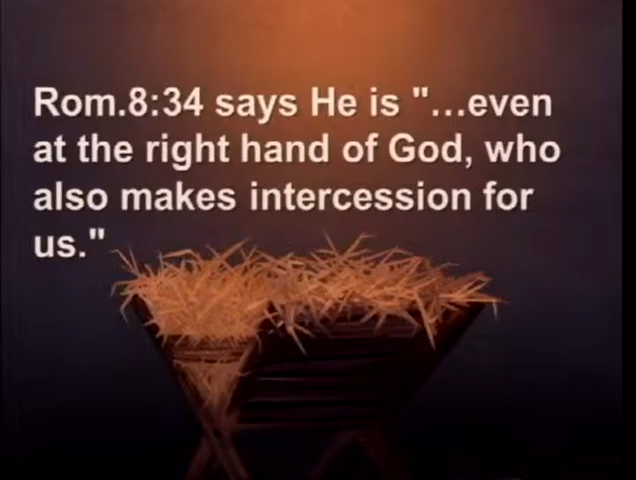 Rom.8:34 says He is "...even
at the right hand of God, who
also makes intercession for
us."